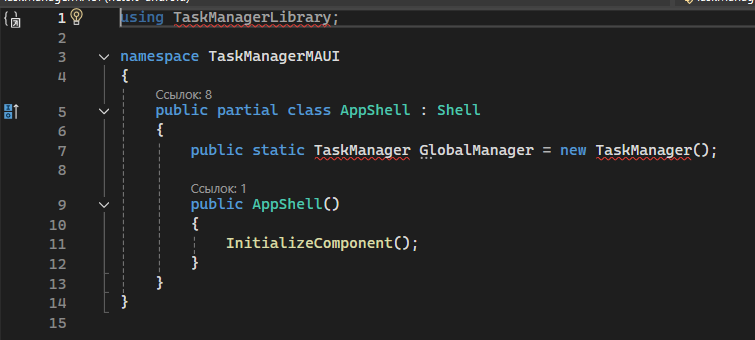 1 using TaskManagerLibrary;
2
3 namespace TaskManagerMAUI
4 {
Ссылок: 8
5 public partial class AppShell : Shell
6 {
7 public static TaskManager GlobalManager = new TaskManager();
8
Ссылок: 1
9 public AppShell()
10 {
11 InitializeComponent();
12 }
13 }
14 }
15